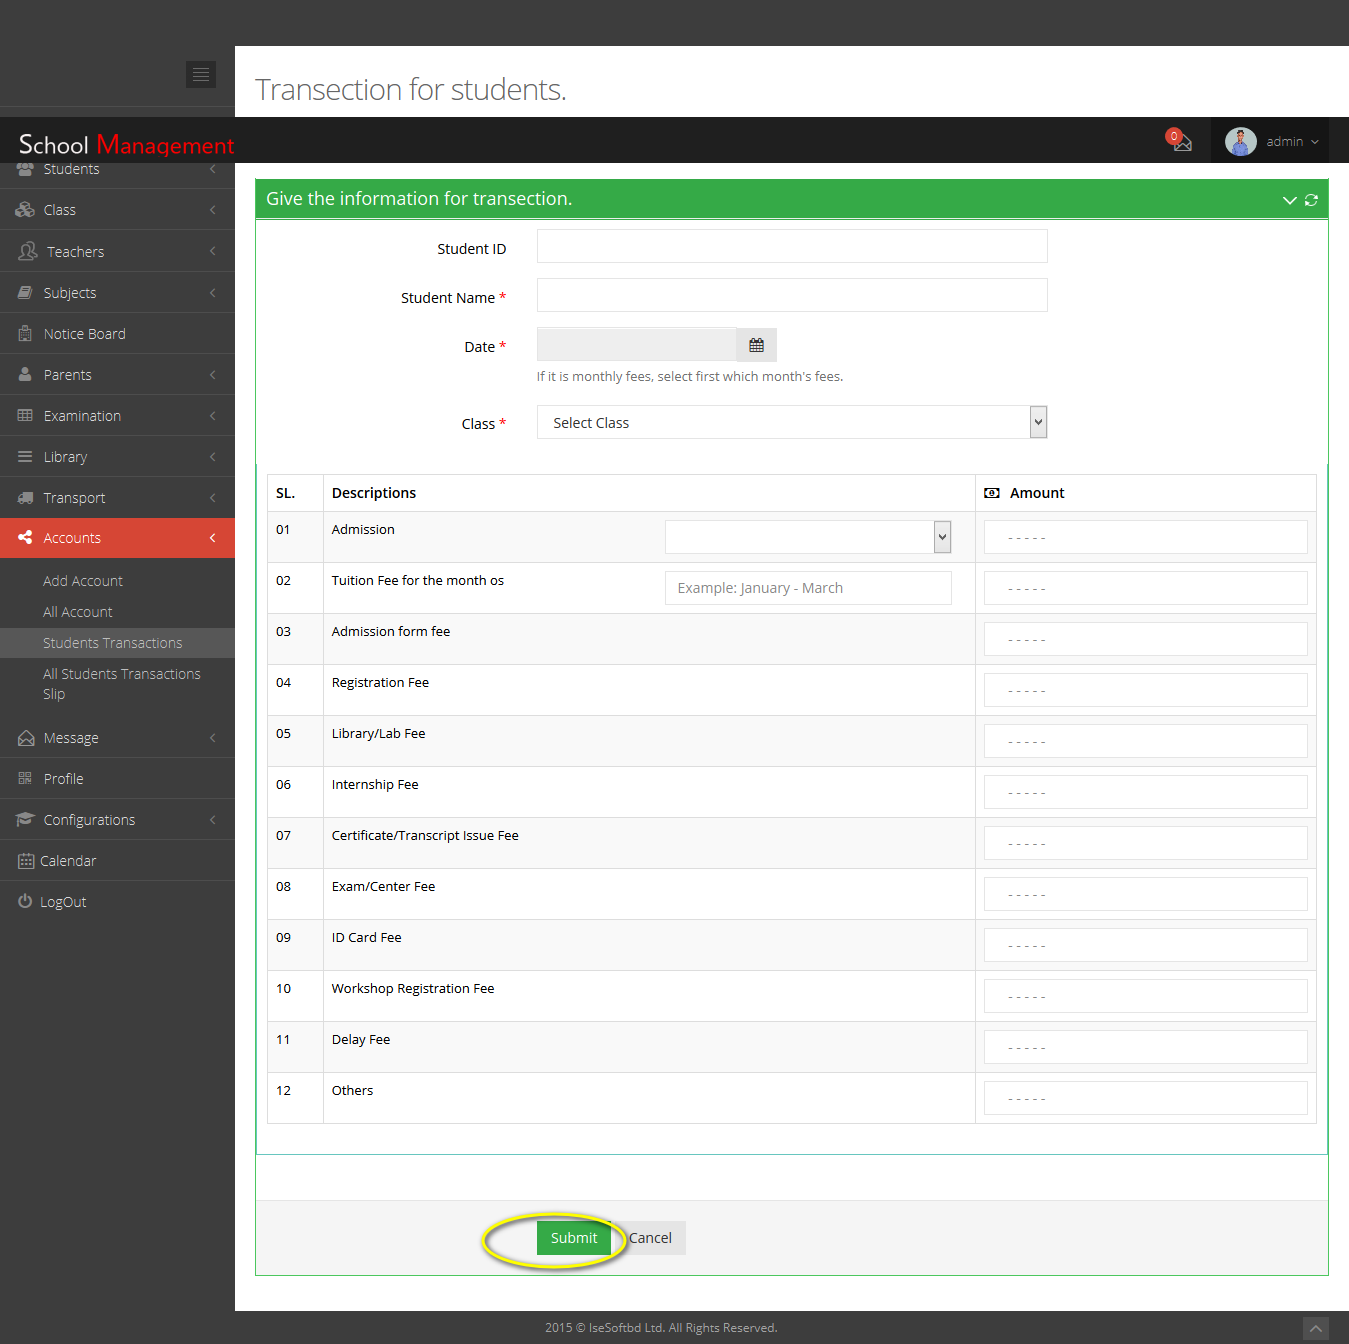 Transection for students.
School Management
0
admin
Students
Class
Teachers
Subjects
Notice Board
Parents
Examination
Library
Transport
Accounts
Add Account
All Account
Students Transactions
All Students Transactions
Slip
Message
Profile
Configurations
Calendar
LogOut
Give the information for transection.
Student ID
Student Name *
Date *
If it is monthly fees, select first which month's fees.
Class * Select Class
SL. Descriptions Amount
01 Admission - - - - -
02 Tuition Fee for the month os Example: January - March - - - - -
03 Admission form fee - - - - -
04 Registration Fee - - - - -
05 Library/Lab Fee - - - - -
06 Internship Fee - - - - -
07 Certificate/Transcript Issue Fee - - - - -
08 Exam/Center Fee - - - - -
09 ID Card Fee - - - - -
10 Workshop Registration Fee - - - - -
11 Delay Fee - - - - -
12 Others - - - - -
Submit Cancel
2015 © IseSoftbd Ltd. All Rights Reserved.